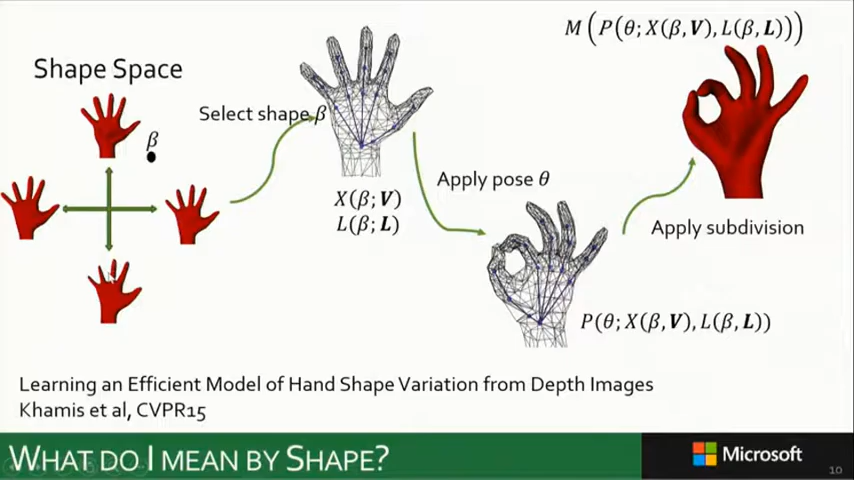 M(P(θ; X(β,V), L(β,L)))
Shape Space
β
Select shape β
X(β; V)
L(β; L)
Apply pose θ
Apply subdivision
P(θ; X(β,V), L(β,L))
Learning an Efficient Model of Hand Shape Variation from Depth Images
Khamis et al, CVPR15
WHAT DO I MEAN BY SHAPE?
Microsoft
10